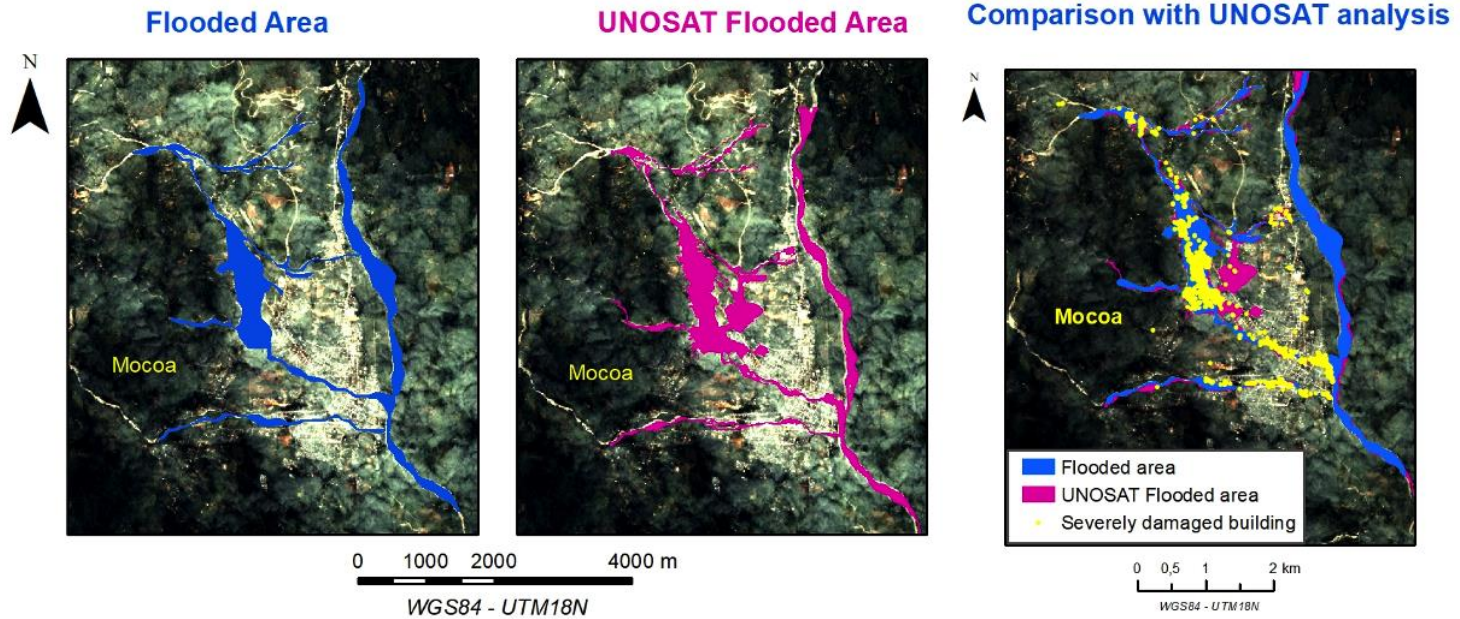 Flooded Area
UNOSAT Flooded Area
Comparison with UNOSAT analysis
N
Mocoa
Mocoa
N
Mocoa
Flooded area
UNOSAT Flooded area
Severely damaged building
0 1000 2000 4000 m
WGS84 - UTM18N
0 0,5 1 2 km
WGS84 - UTM18N